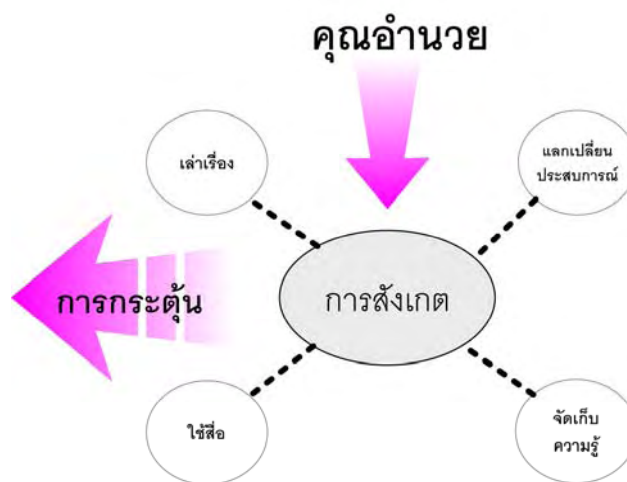 คุณอำนวย
เล่าเรื่อง
แลกเปลี่ยน
ประสบการณ์
การกระตุ้น
การสังเกต
ใช้สื่อ
จัดเก็บ
ความรู้